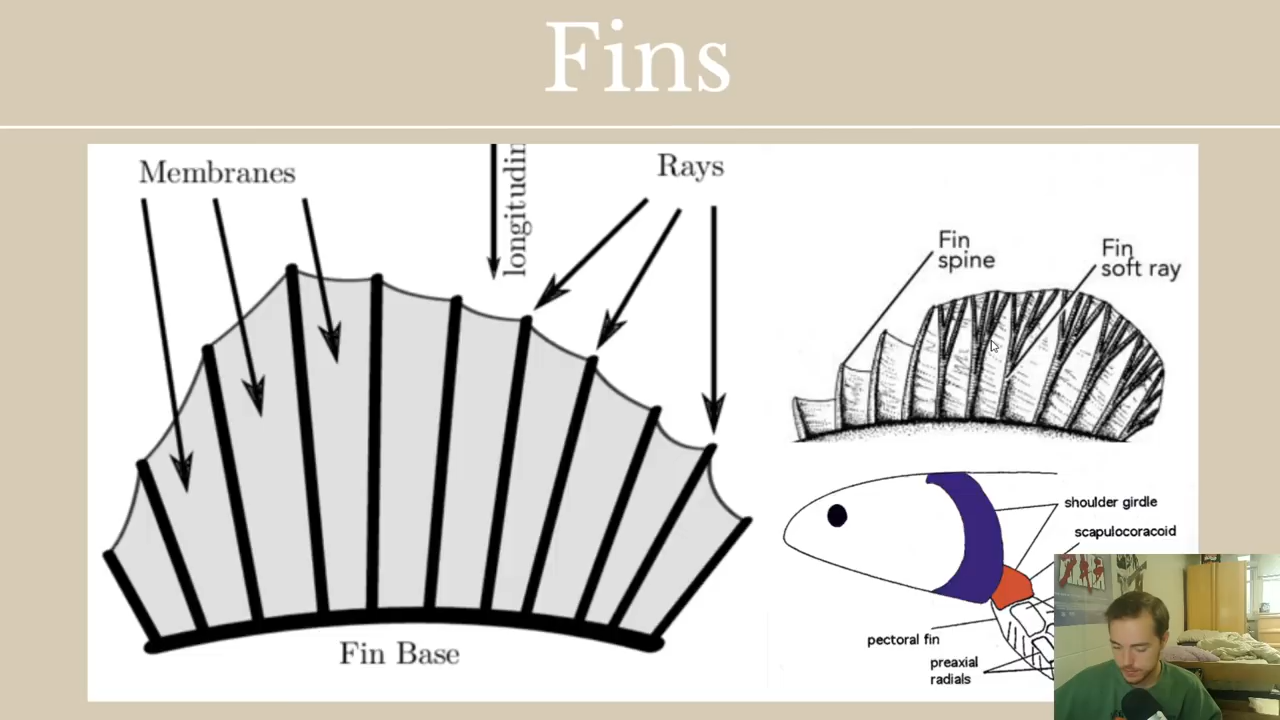 Fins
Membranes
longitudin
Rays
Fin
spine
Fin
soft ray
shoulder girdle
scapulocoracoid
pectoral fin
preaxial
radials
Fin Base